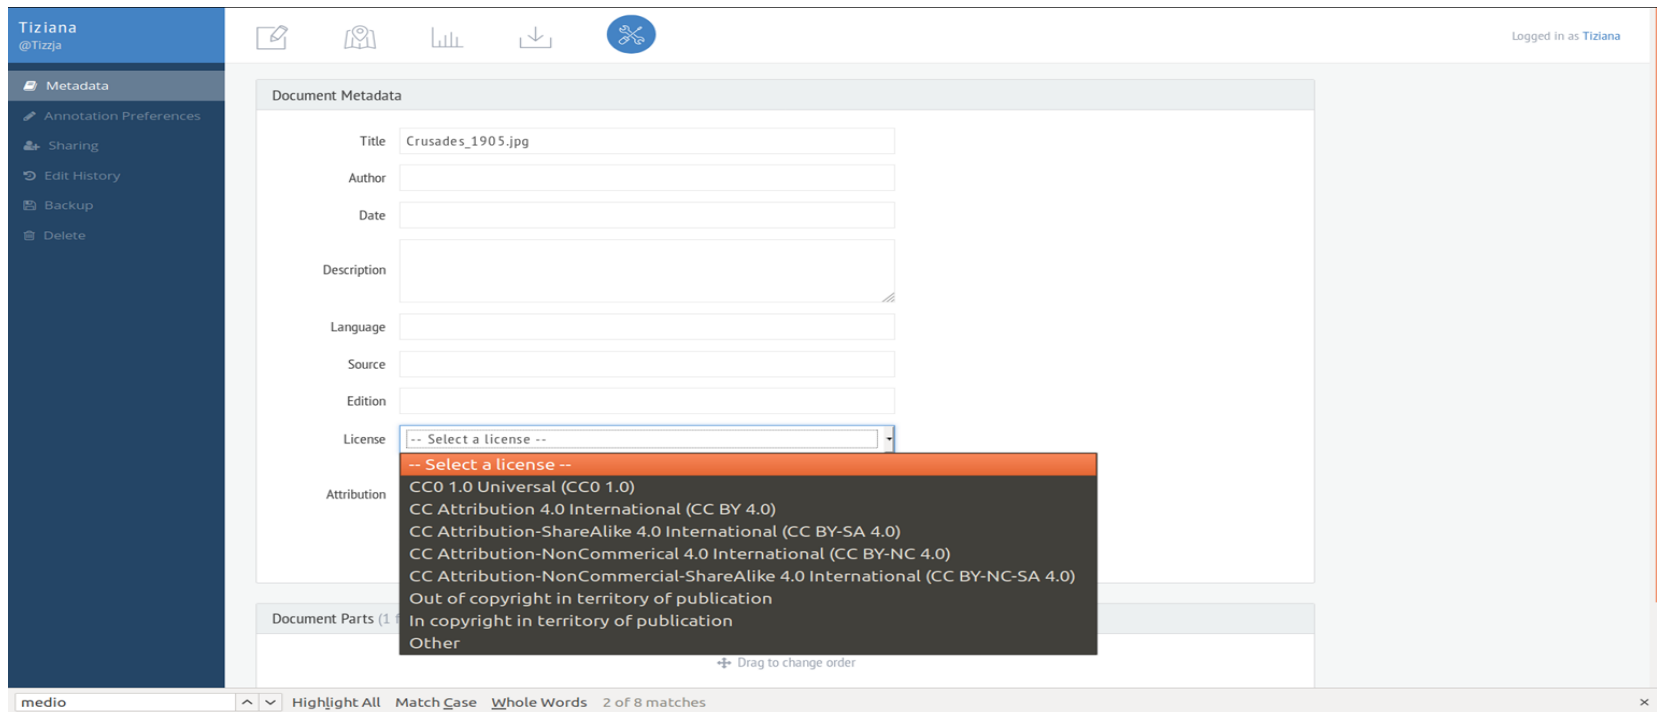 Tiziana
@Tizzja
Logged in as Tiziana
Metadata
Annotation Preferences
Sharing
Edit History
Backup
Delete
Document Metadata
Title Crusades_1905.jpg
Author
Date
Description
Language
Source
Edition
License -- Select a license --
-- Select a license --
CC0 1.0 Universal (CC0 1.0)
Attribution
CC Attribution 4.0 International (CC BY 4.0)
CC Attribution-ShareAlike 4.0 International (CC BY-SA 4.0)
CC Attribution-NonCommerical 4.0 International (CC BY-NC 4.0)
CC Attribution-NonCommercial-ShareAlike 4.0 International (CC BY-NC-SA 4.0)
Out of copyright in territory of publication
In copyright in territory of publication
Other
Document Parts (1
Drag to change order
medio Highlight All Match Case Whole Words 2 of 8 matches